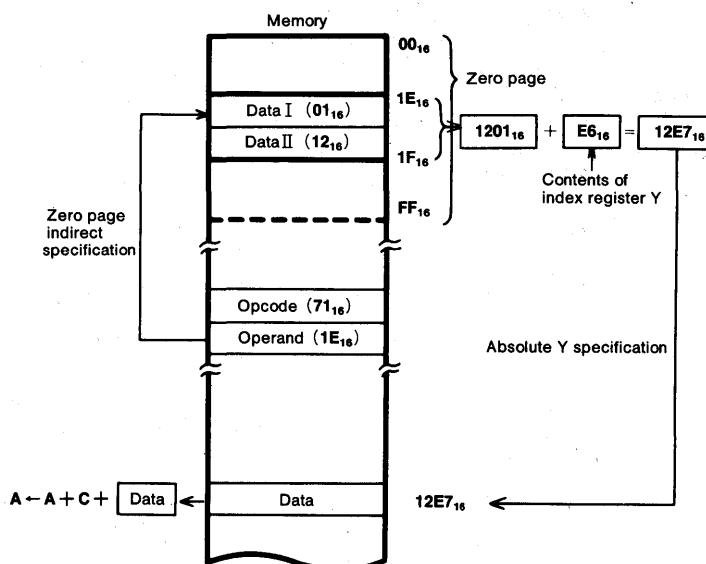 Memory
00₁₆
Zero page
1E₁₆
Data I (01₁₆)
1201₁₆ + E6₁₆ = 12E7₁₆
Data II (12₁₆)
1F₁₆
Contents of
index register Y
FF₁₆
Zero page
indirect
specification
Opcode (71₁₆)
Operand (1E₁₆)
Absolute Y specification
A ← A + C + Data
Data
12E7₁₆